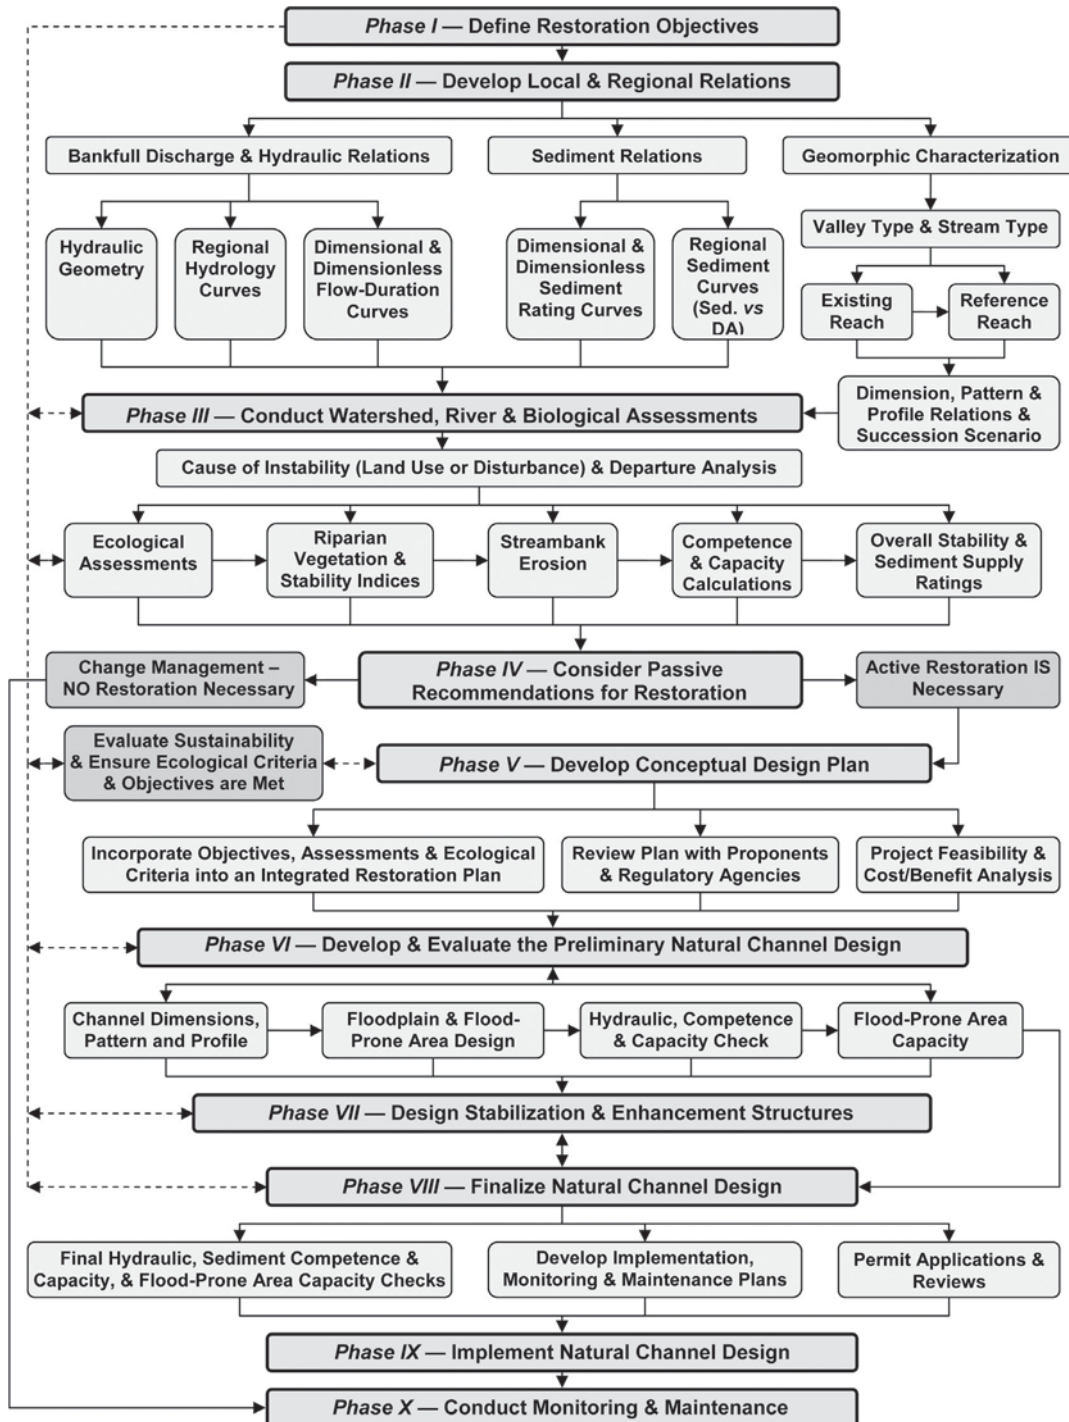 Phase I — Define Restoration Objectives
Phase II — Develop Local & Regional Relations
Bankfull Discharge & Hydraulic Relations
Sediment Relations
Geomorphic Characterization
Valley Type & Stream Type
Hydraulic
Geometry
Regional
Hydrology
Curves
Dimensional &
Dimensionless
Flow-Duration
Curves
Dimensional &
Dimensionless
Sediment
Rating Curves
Regional
Sediment
Curves
(Sed. vs
DA)
Existing
Reach
Reference
Reach
Dimension, Pattern &
Profile Relations &
Succession Scenario
Phase III — Conduct Watershed, River & Biological Assessments
Cause of Instability (Land Use or Disturbance) & Departure Analysis
Ecological
Assessments
Riparian
Vegetation &
Stability Indices
Streambank
Erosion
Competence
& Capacity
Calculations
Overall Stability &
Sediment Supply
Ratings
Change Management –
NO Restoration Necessary
Phase IV — Consider Passive
Recommendations for Restoration
Active Restoration IS
Necessary
Evaluate Sustainability
& Ensure Ecological Criteria
& Objectives are Met
Phase V — Develop Conceptual Design Plan
Incorporate Objectives, Assessments & Ecological
Criteria into an Integrated Restoration Plan
Review Plan with Proponents
& Regulatory Agencies
Project Feasibility &
Cost/Benefit Analysis
Phase VI — Develop & Evaluate the Preliminary Natural Channel Design
Channel Dimensions,
Pattern and Profile
Floodplain & Flood-
Prone Area Design
Hydraulic, Competence
& Capacity Check
Flood-Prone Area
Capacity
Phase VII — Design Stabilization & Enhancement Structures
Phase VIII — Finalize Natural Channel Design
Final Hydraulic, Sediment Competence &
Capacity, & Flood-Prone Area Capacity Checks
Develop Implementation,
Monitoring & Maintenance Plans
Permit Applications &
Reviews
Phase IX — Implement Natural Channel Design
Phase X — Conduct Monitoring & Maintenance